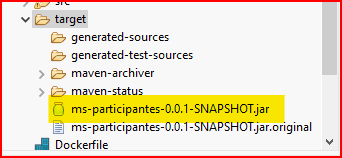 src
target
generated-sources
generated-test-sources
maven-archiver
maven-status
ms-participantes-0.0.1-SNAPSHOT.jar
ms-participantes-0.0.1-SNAPSHOT.jar.original
Dockerfile